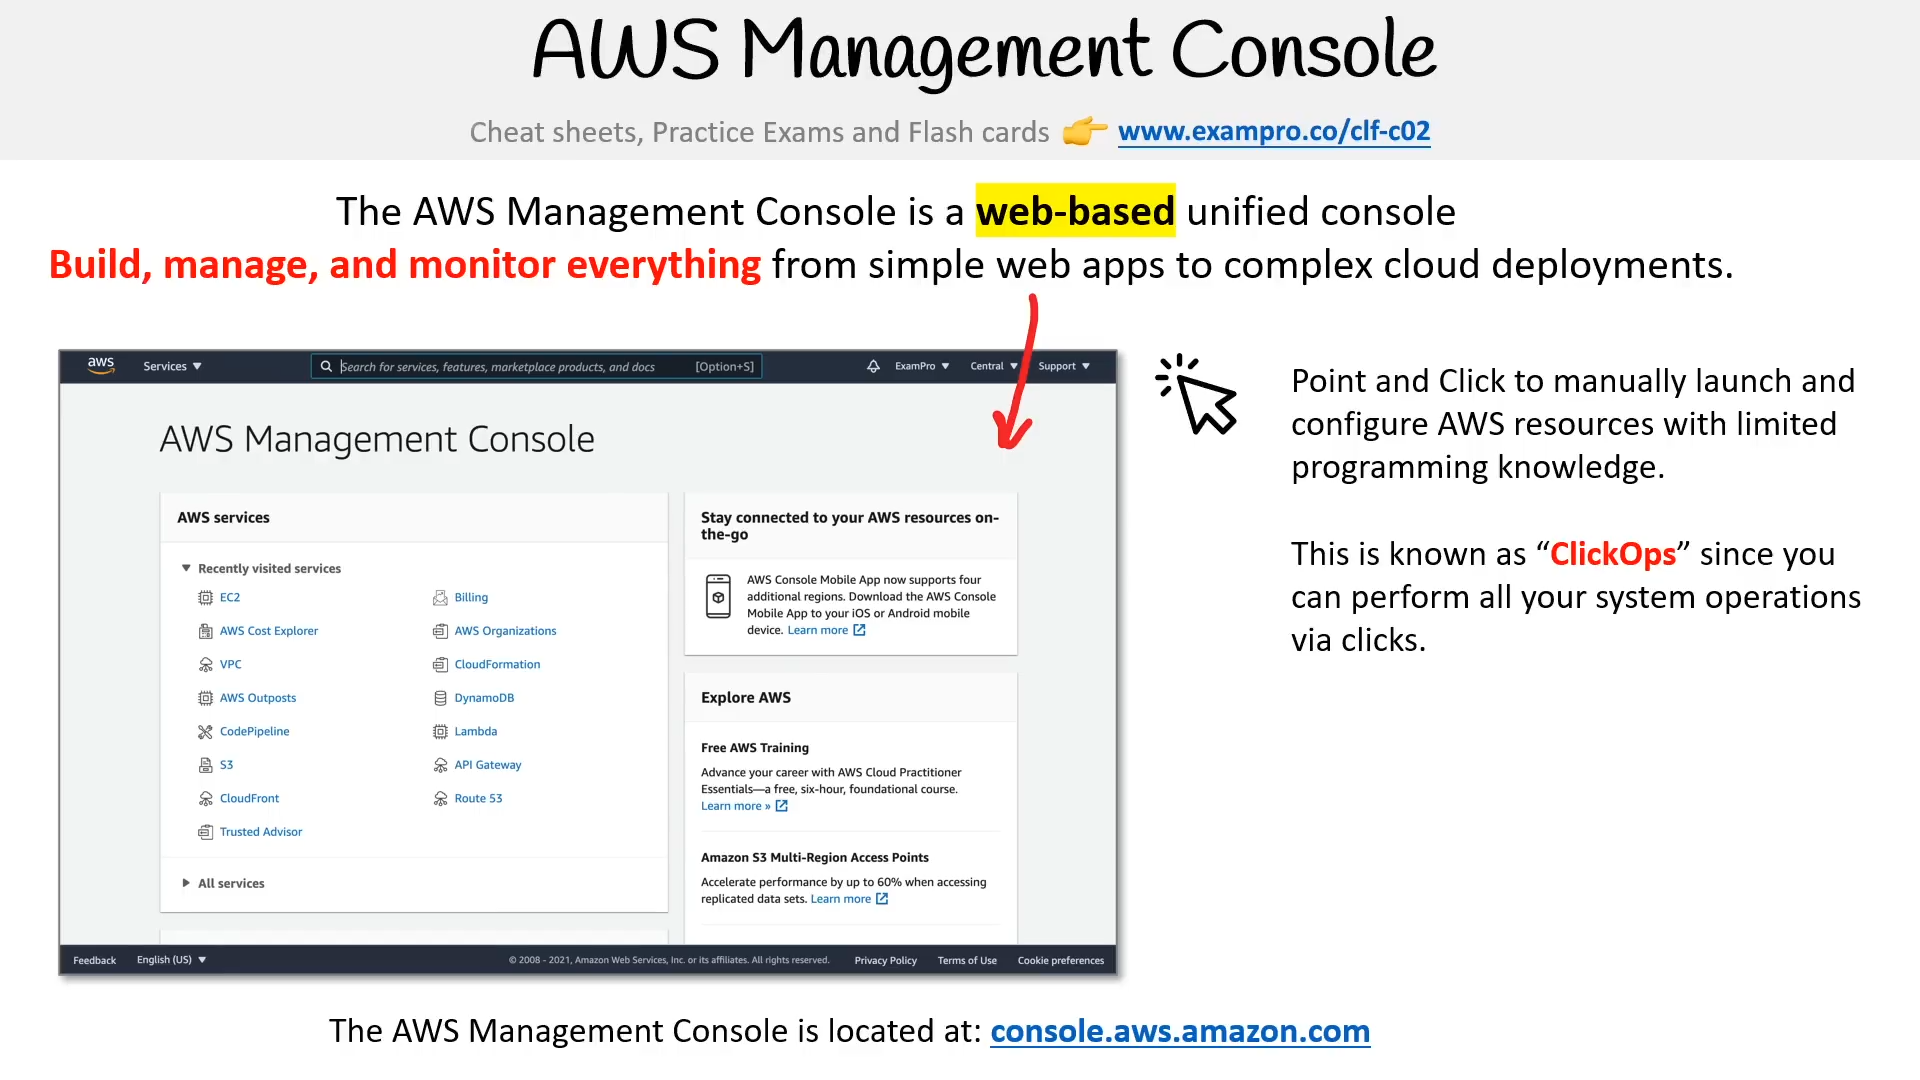 AWS Management Console
Cheat sheets, Practice Exams and Flash cards 👉 www.exampro.co/clf-c02
The AWS Management Console is a web-based unified console
Build, manage, and monitor everything from simple web apps to complex cloud deployments.
aws
Services ▼
Search for services, features, marketplace products, and docs [Option+S]
ExamPro ▼
Central ▼
Support ▼
AWS Management Console
AWS services
▼ Recently visited services
EC2
AWS Cost Explorer
VPC
AWS Outposts
CodePipeline
S3
CloudFront
Trusted Advisor
Billing
AWS Organizations
CloudFormation
DynamoDB
Lambda
API Gateway
Route 53
▶ All services
Stay connected to your AWS resources on-
the-go
AWS Console Mobile App now supports four
additional regions. Download the AWS Console
Mobile App to your iOS or Android mobile
device. Learn more
Explore AWS
Free AWS Training
Advance your career with AWS Cloud Practitioner
Essentials—a free, six-hour, foundational course.
Learn more »
Amazon S3 Multi-Region Access Points
Accelerate performance by up to 60% when accessing
replicated data sets. Learn more
Feedback
English (US) ▼
© 2008 - 2021, Amazon Web Services, Inc. or its affiliates. All rights reserved.
Privacy Policy
Terms of Use
Cookie preferences
Point and Click to manually launch and
configure AWS resources with limited
programming knowledge.
This is known as “ClickOps” since you
can perform all your system operations
via clicks.
The AWS Management Console is located at: console.aws.amazon.com